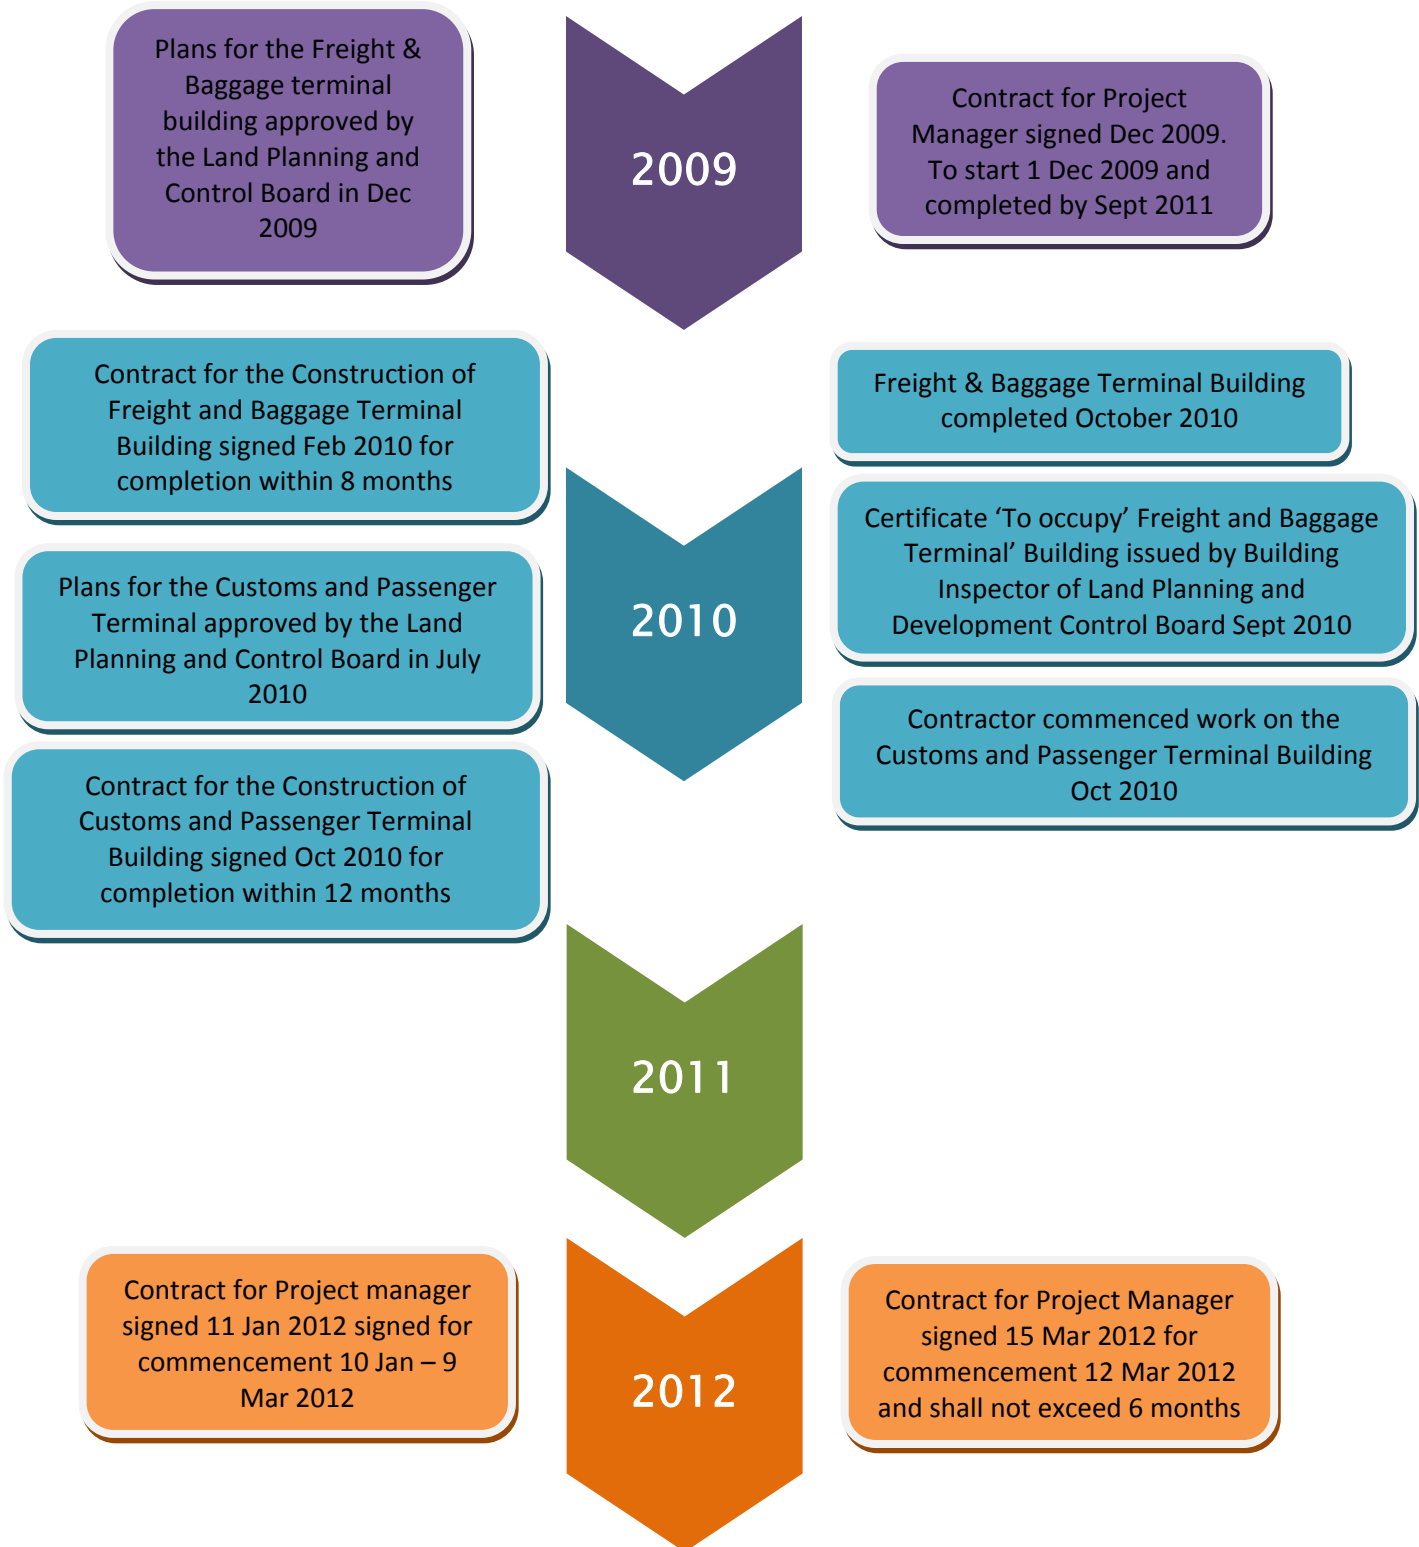 Plans for the Freight &
Baggage terminal
building approved by
the Land Planning and
Control Board in Dec
2009
2009
Contract for Project
Manager signed Dec 2009.
To start 1 Dec 2009 and
completed by Sept 2011
Contract for the Construction of
Freight and Baggage Terminal
Building signed Feb 2010 for
completion within 8 months
Plans for the Customs and Passenger
Terminal approved by the Land
Planning and Control Board in July
2010
Contract for the Construction of
Customs and Passenger Terminal
Building signed Oct 2010 for
completion within 12 months
2010
Freight & Baggage Terminal Building
completed October 2010
Certificate ‘To occupy’ Freight and Baggage
Terminal’ Building issued by Building
Inspector of Land Planning and
Development Control Board Sept 2010
Contractor commenced work on the
Customs and Passenger Terminal Building
Oct 2010
2011
Contract for Project manager
signed 11 Jan 2012 signed for
commencement 10 Jan – 9
Mar 2012
2012
Contract for Project Manager
signed 15 Mar 2012 for
commencement 12 Mar 2012
and shall not exceed 6 months